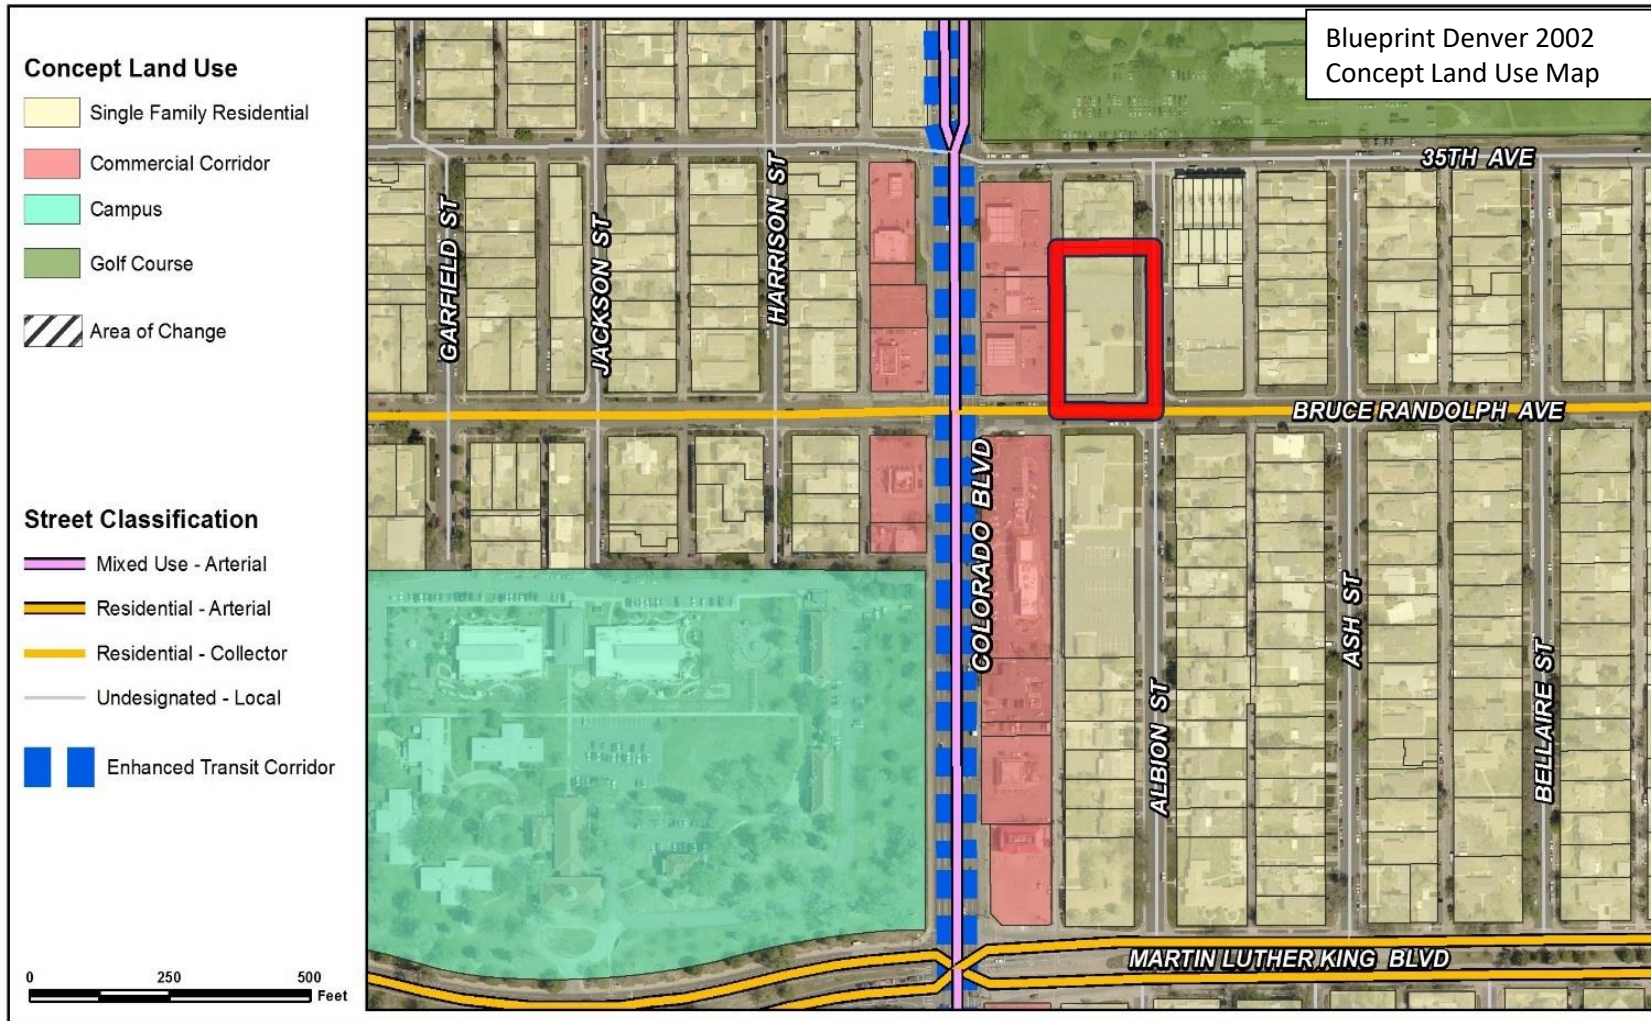 Blueprint Denver 2002
Concept Land Use Map
Concept Land Use
Single Family Residential
Commercial Corridor
Campus
Golf Course
Area of Change
Street Classification
Mixed Use - Arterial
Residential - Arterial
Residential - Collector
Undesignated - Local
Enhanced Transit Corridor
0 250 500
Feet
35TH AVE
GARFIELD ST
JACKSON ST
HARRISON ST
BRUCE RANDOLPH AVE
COLORADO BLVD
ALBION ST
ASH ST
BELLAIRE ST
MARTIN LUTHER KING BLVD